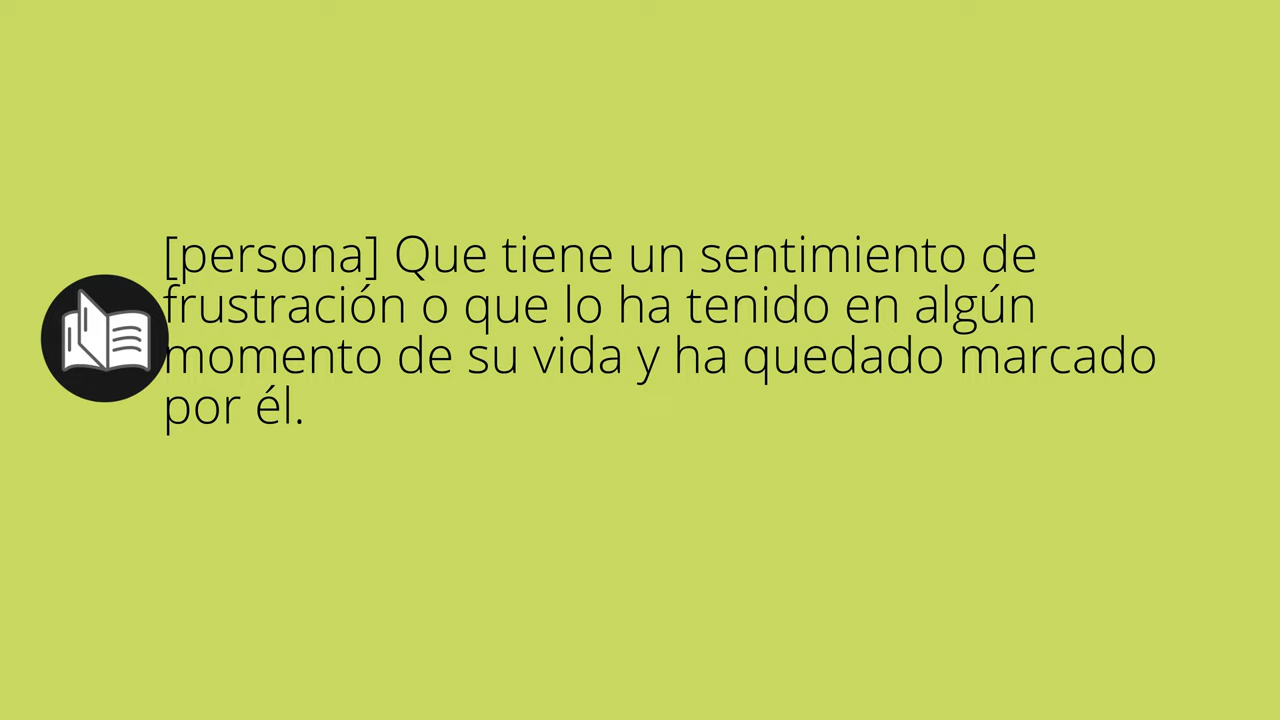 [persona] Que tiene un sentimiento de
frustración o que lo ha tenido en algún
momento de su vida y ha quedado marcado
por él.